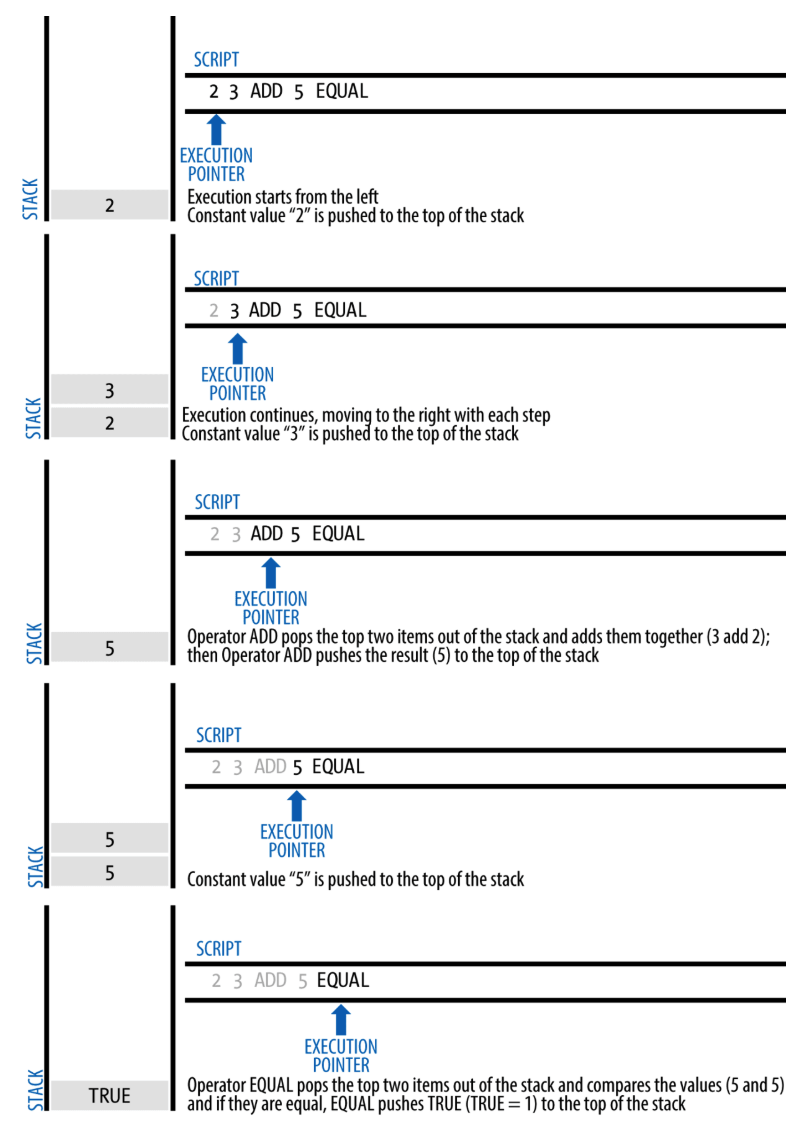 SCRIPT
2 3 ADD 5 EQUAL
EXECUTION
POINTER
STACK
2
Execution starts from the left
Constant value “2” is pushed to the top of the stack
SCRIPT
2 3 ADD 5 EQUAL
EXECUTION
POINTER
STACK
3
2
Execution continues, moving to the right with each step
Constant value “3” is pushed to the top of the stack
SCRIPT
2 3 ADD 5 EQUAL
EXECUTION
POINTER
STACK
5
Operator ADD pops the top two items out of the stack and adds them together (3 add 2);
then Operator ADD pushes the result (5) to the top of the stack
SCRIPT
2 3 ADD 5 EQUAL
EXECUTION
POINTER
STACK
5
5
Constant value “5” is pushed to the top of the stack
SCRIPT
2 3 ADD 5 EQUAL
EXECUTION
POINTER
STACK
TRUE
Operator EQUAL pops the top two items out of the stack and compares the values (5 and 5)
and if they are equal, EQUAL pushes TRUE (TRUE = 1) to the top of the stack